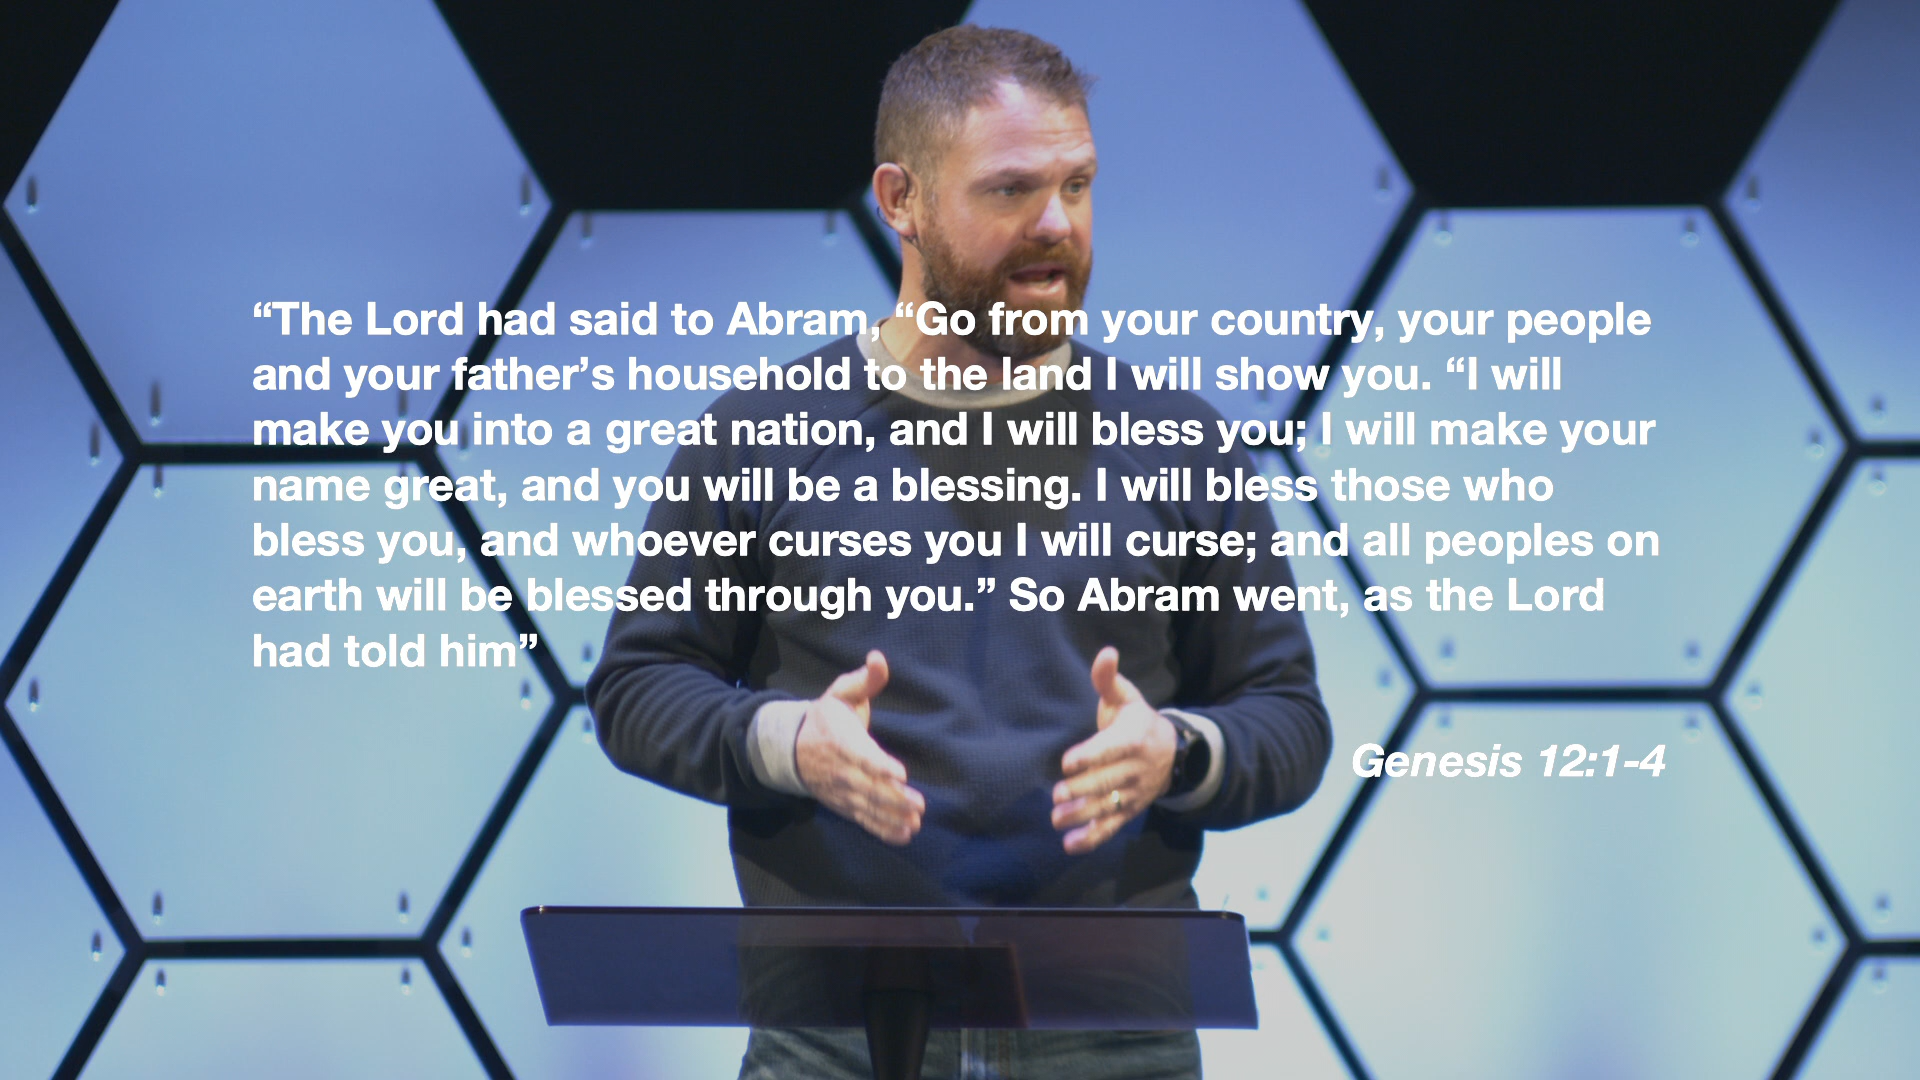 “The Lord had said to Abram, “Go from your country, your people
and your father’s household to the land I will show you. “I will
make you into a great nation, and I will bless you; I will make your
name great, and you will be a blessing. I will bless those who
bless you, and whoever curses you I will curse; and all peoples on
earth will be blessed through you.” So Abram went, as the Lord
had told him”
Genesis 12:1-4